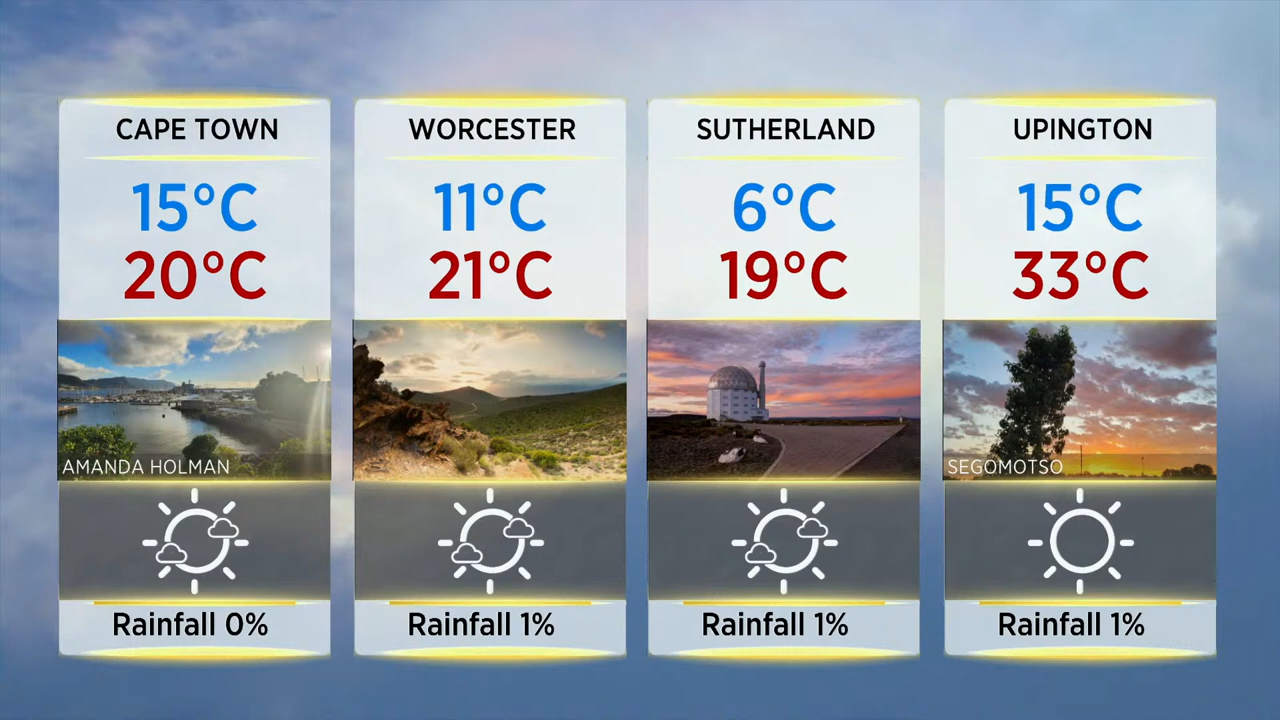 CAPE TOWN
15°C
20°C
AMANDA HOLMAN
Rainfall 0%
WORCESTER
11°C
21°C
Rainfall 1%
SUTHERLAND
6°C
19°C
Rainfall 1%
UPINGTON
15°C
33°C
SEGOMOTSO
Rainfall 1%